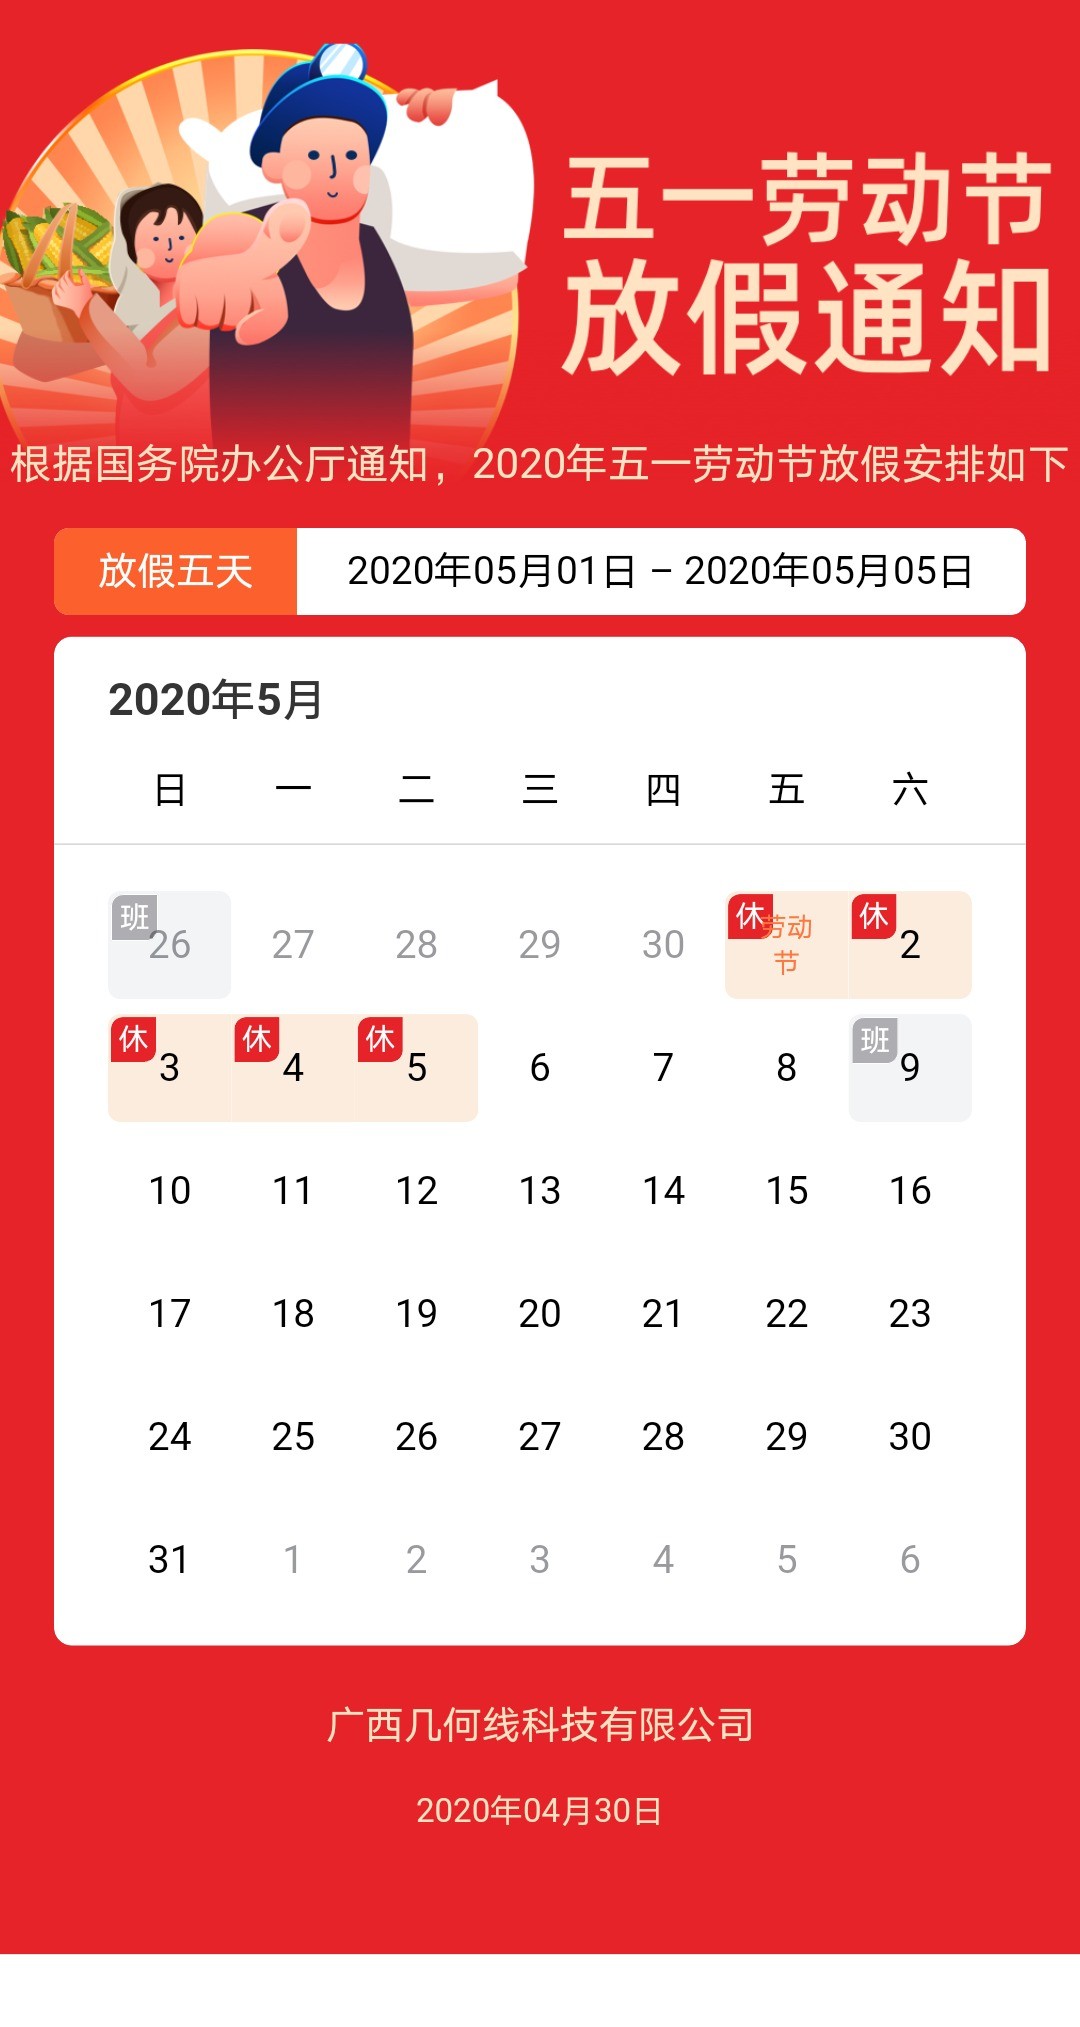 五一劳动节
放假通知
根据国务院办公厅通知，2020年五一劳动节放假安排如下
放假五天 2020年05月01日 – 2020年05月05日
2020年5月
日 一 二 三 四 五 六
班 26 27 28 29 30 休 劳动节 休 2
休 3 休 4 休 5 6 7 8 班 9
10 11 12 13 14 15 16
17 18 19 20 21 22 23
24 25 26 27 28 29 30
31 1 2 3 4 5 6
广西几何线科技有限公司
2020年04月30日